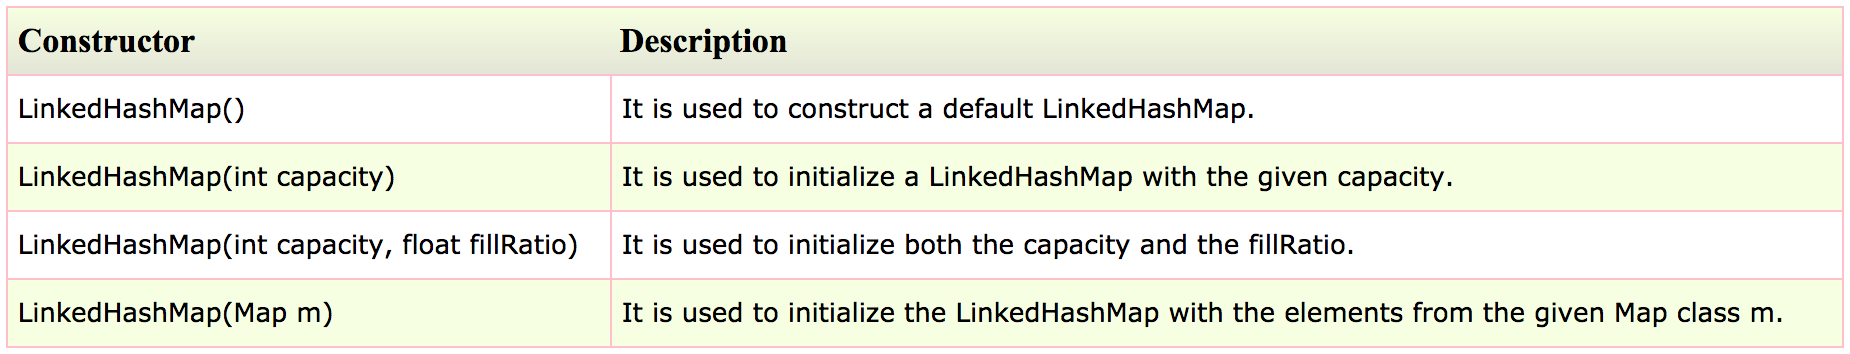 Constructor Description
LinkedHashMap() It is used to construct a default LinkedHashMap.
LinkedHashMap(int capacity) It is used to initialize a LinkedHashMap with the given capacity.
LinkedHashMap(int capacity, float fillRatio) It is used to initialize both the capacity and the fillRatio.
LinkedHashMap(Map m) It is used to initialize the LinkedHashMap with the elements from the given Map class m.